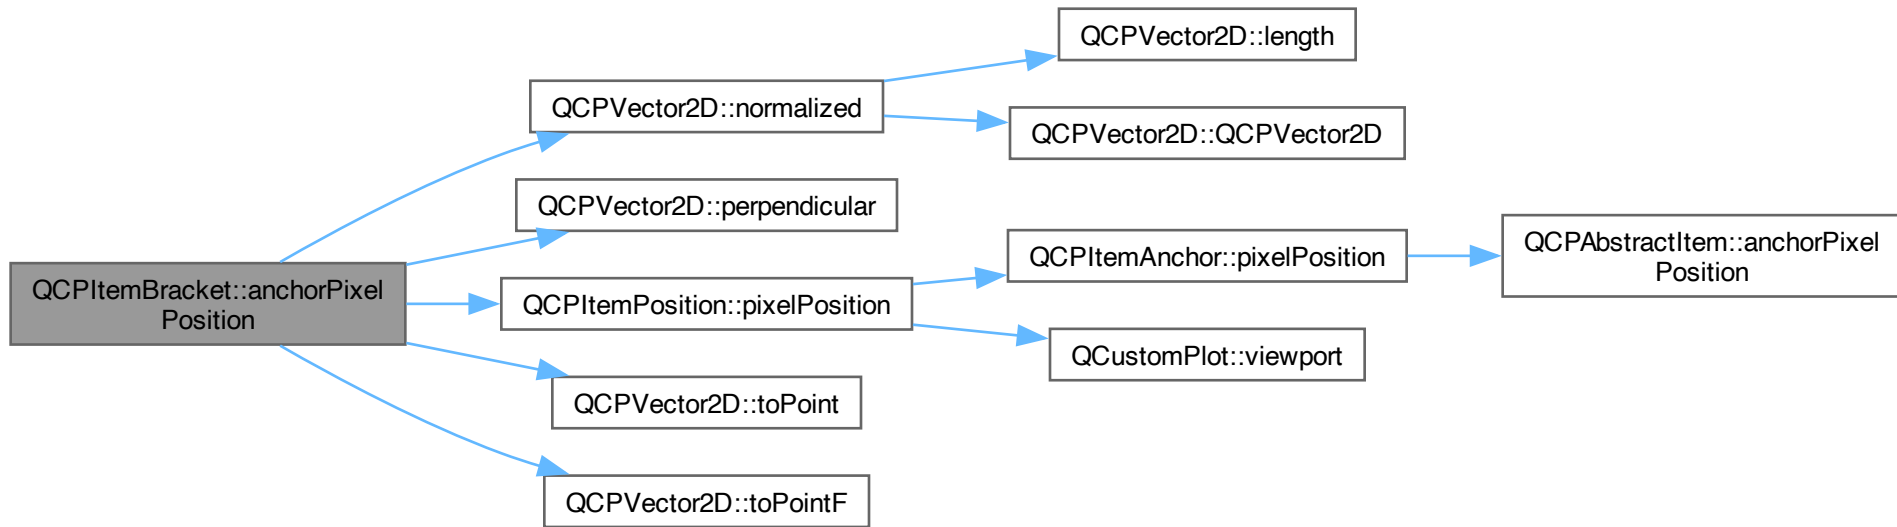 QCPItemBracket::anchorPixel
Position
QCPVector2D::normalized
QCPVector2D::perpendicular
QCPItemPosition::pixelPosition
QCPVector2D::toPoint
QCPVector2D::toPointF
QCPVector2D::length
QCPVector2D::QCPVector2D
QCPItemAnchor::pixelPosition
QCustomPlot::viewport
QCPAbstractItem::anchorPixel
Position